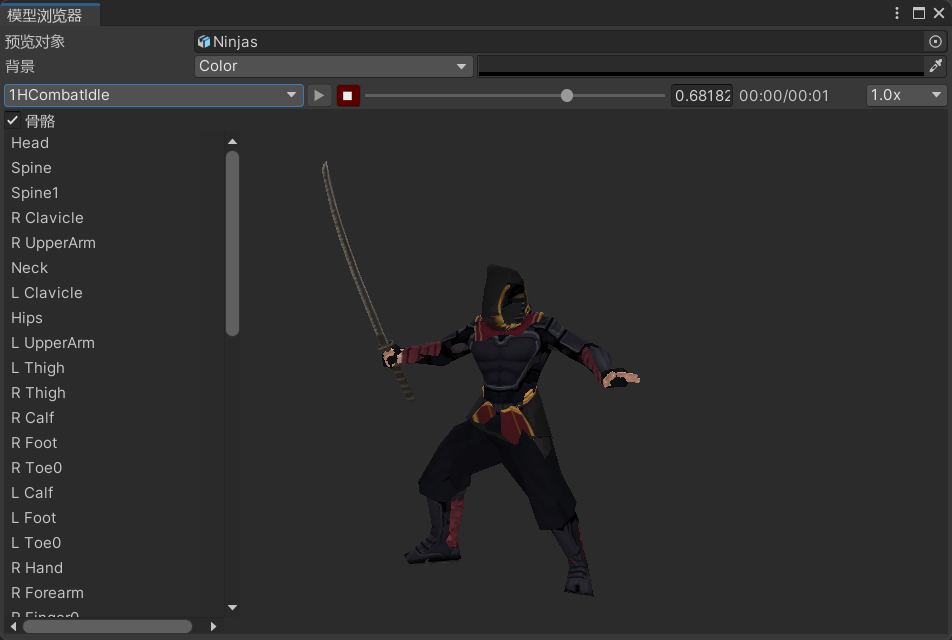 模型浏览器
预览对象 Ninjas
背景 Color
1HCombatIdle 0.68182 00:00/00:01 1.0x
骨骼
Head
Spine
Spine1
R Clavicle
R UpperArm
Neck
L Clavicle
Hips
L UpperArm
L Thigh
R Thigh
R Calf
R Foot
R Toe0
L Calf
L Foot
L Toe0
R Hand
R Forearm
R Finger0